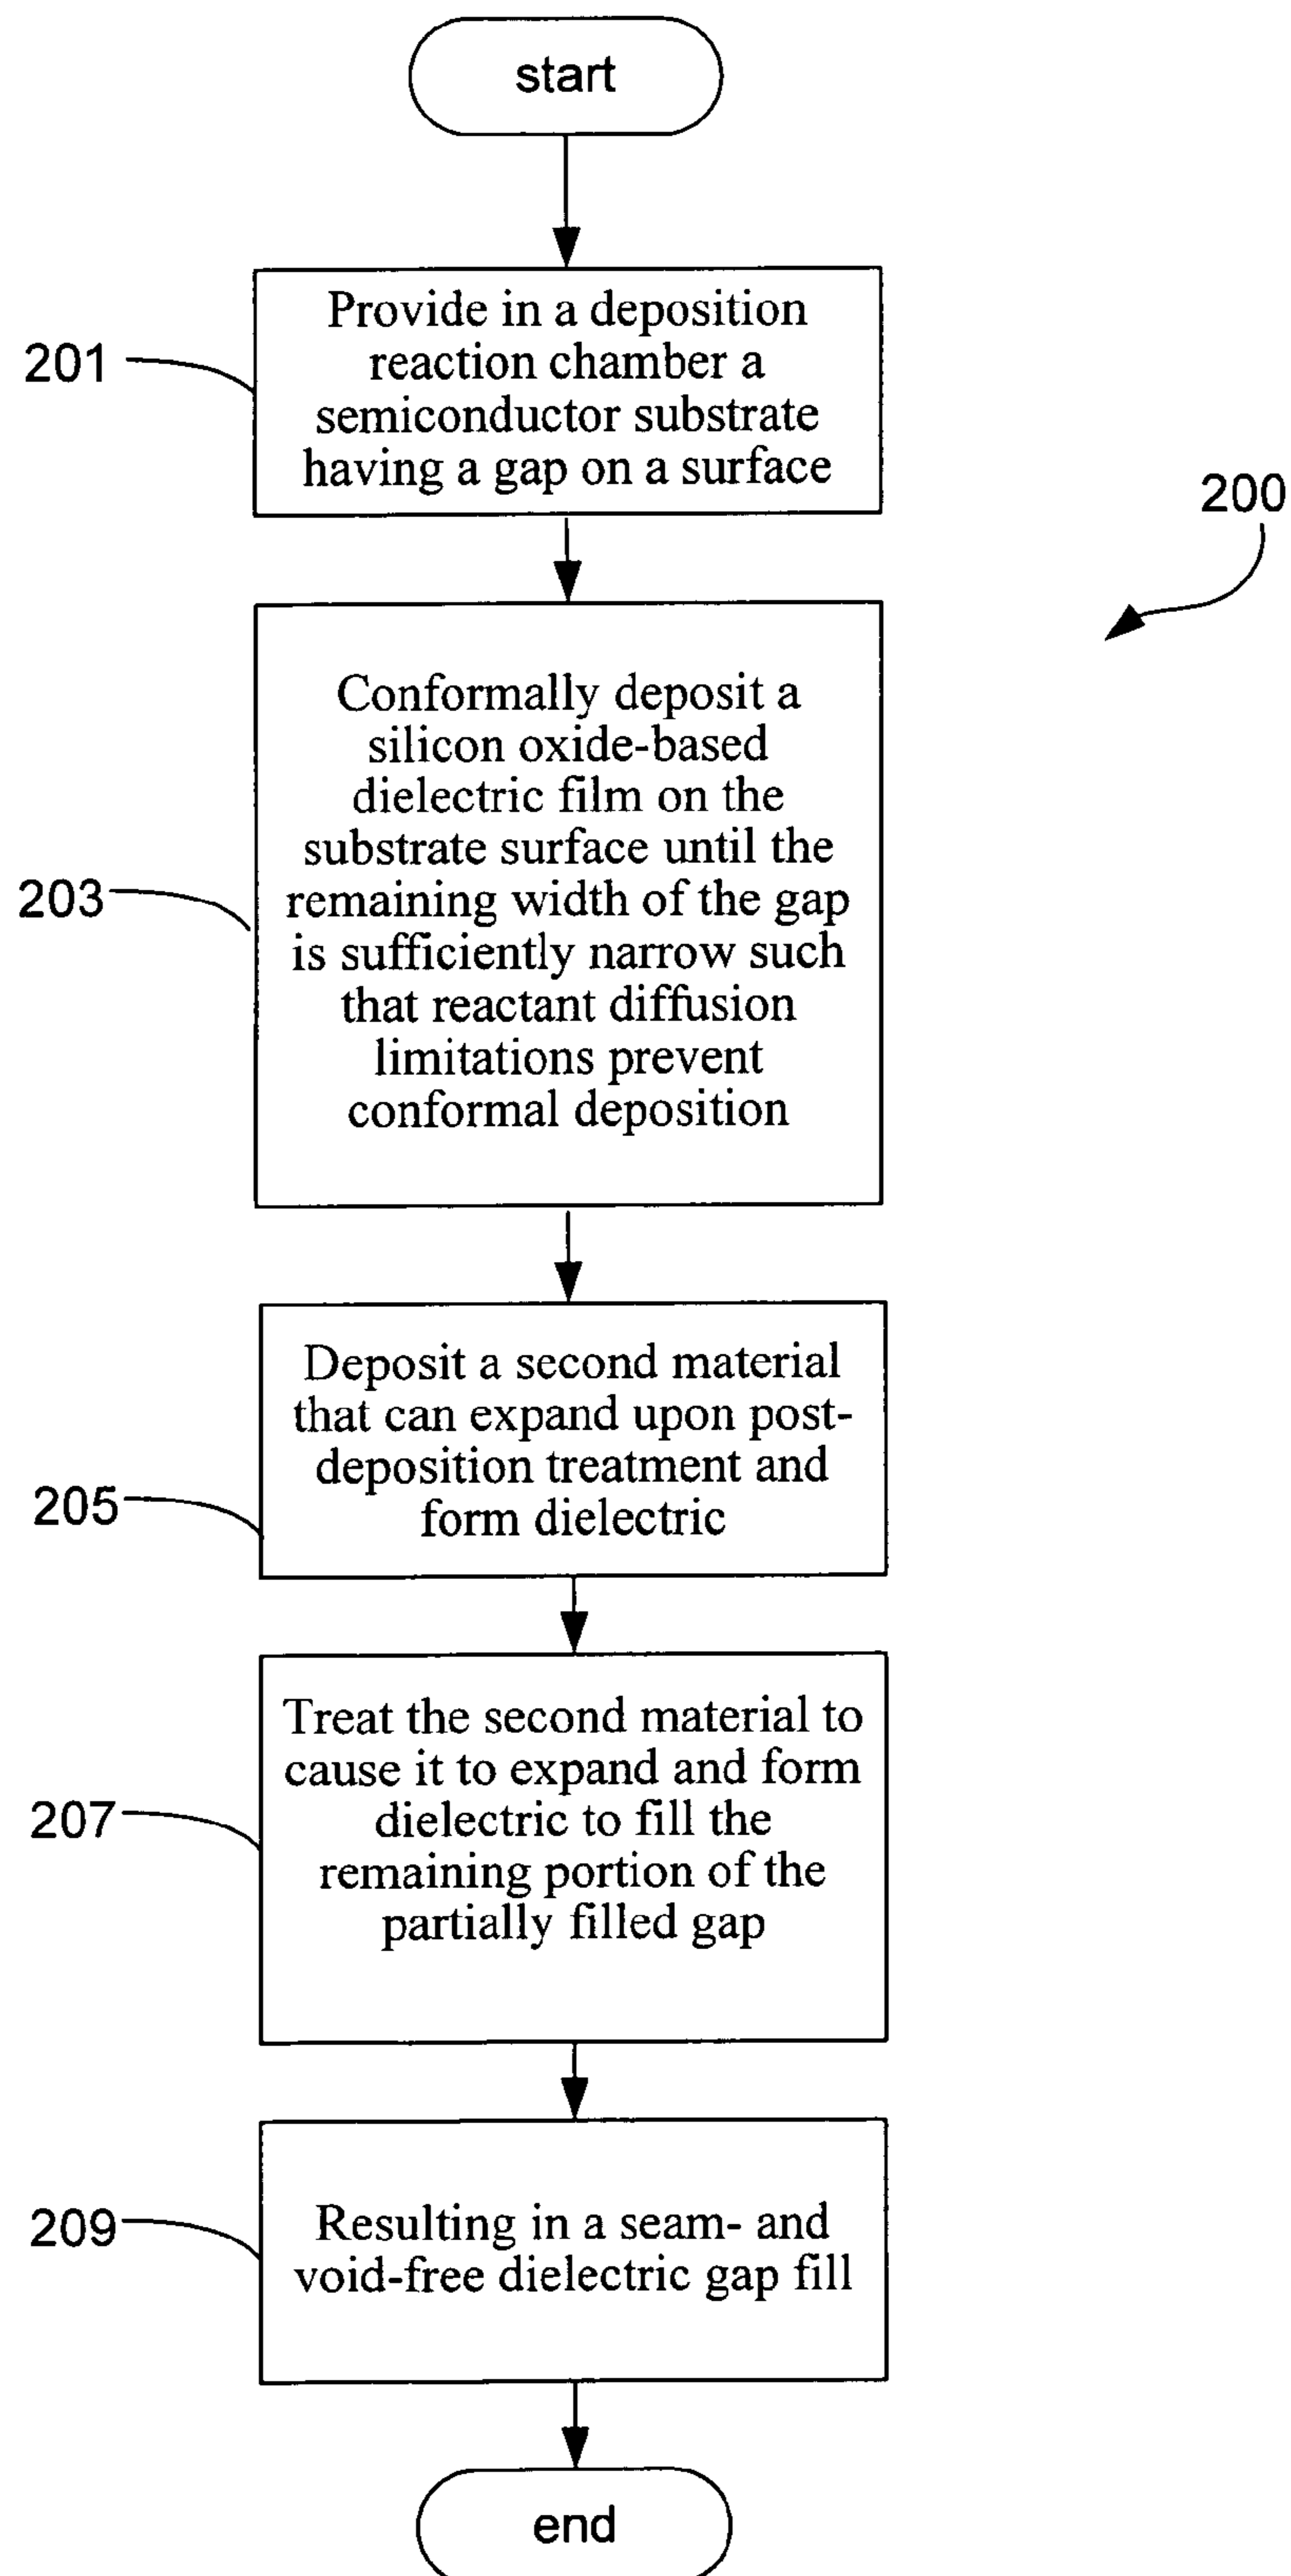 start
201
Provide in a deposition
reaction chamber a
semiconductor substrate
having a gap on a surface
200
203
Conformally deposit a
silicon oxide-based
dielectric film on the
substrate surface until the
remaining width of the gap
is sufficiently narrow such
that reactant diffusion
limitations prevent
conformal deposition
205
Deposit a second material
that can expand upon post-
deposition treatment and
form dielectric
207
Treat the second material to
cause it to expand and form
dielectric to fill the
remaining portion of the
partially filled gap
209
Resulting in a seam- and
void-free dielectric gap fill
end